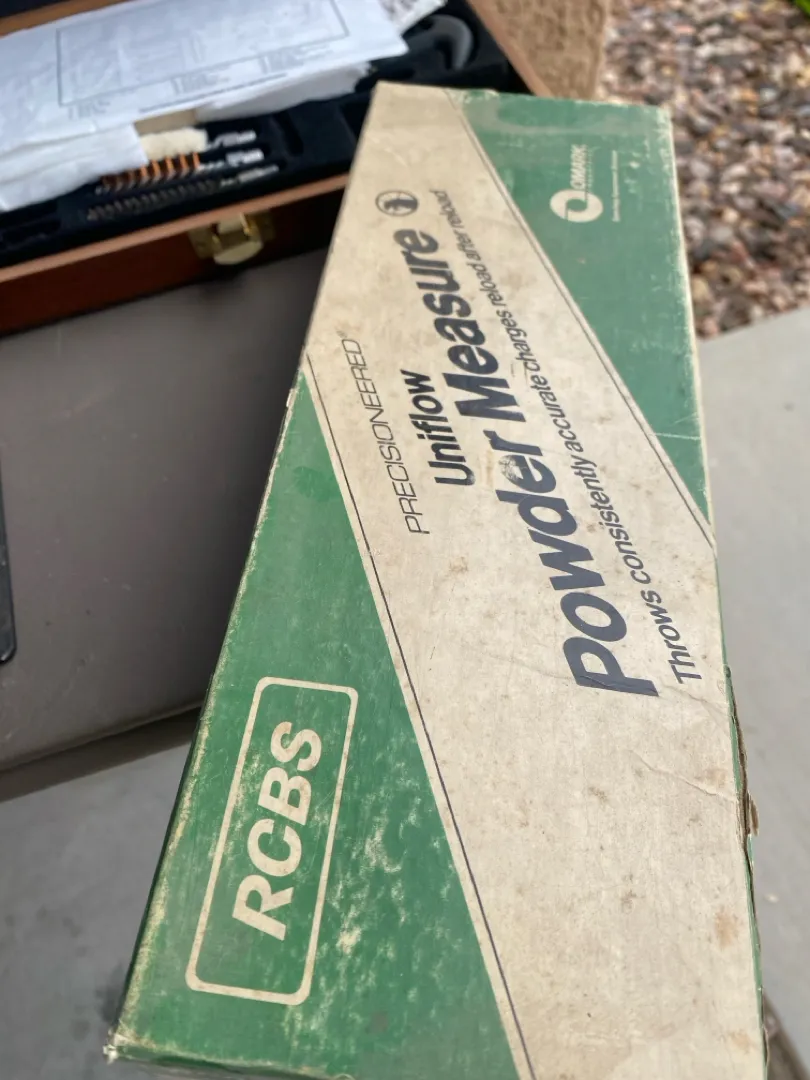 PRECISIONEERED®
Uniflow
Powder Measure
Throws consistently accurate charges reload after reload
OMARK
RCBS